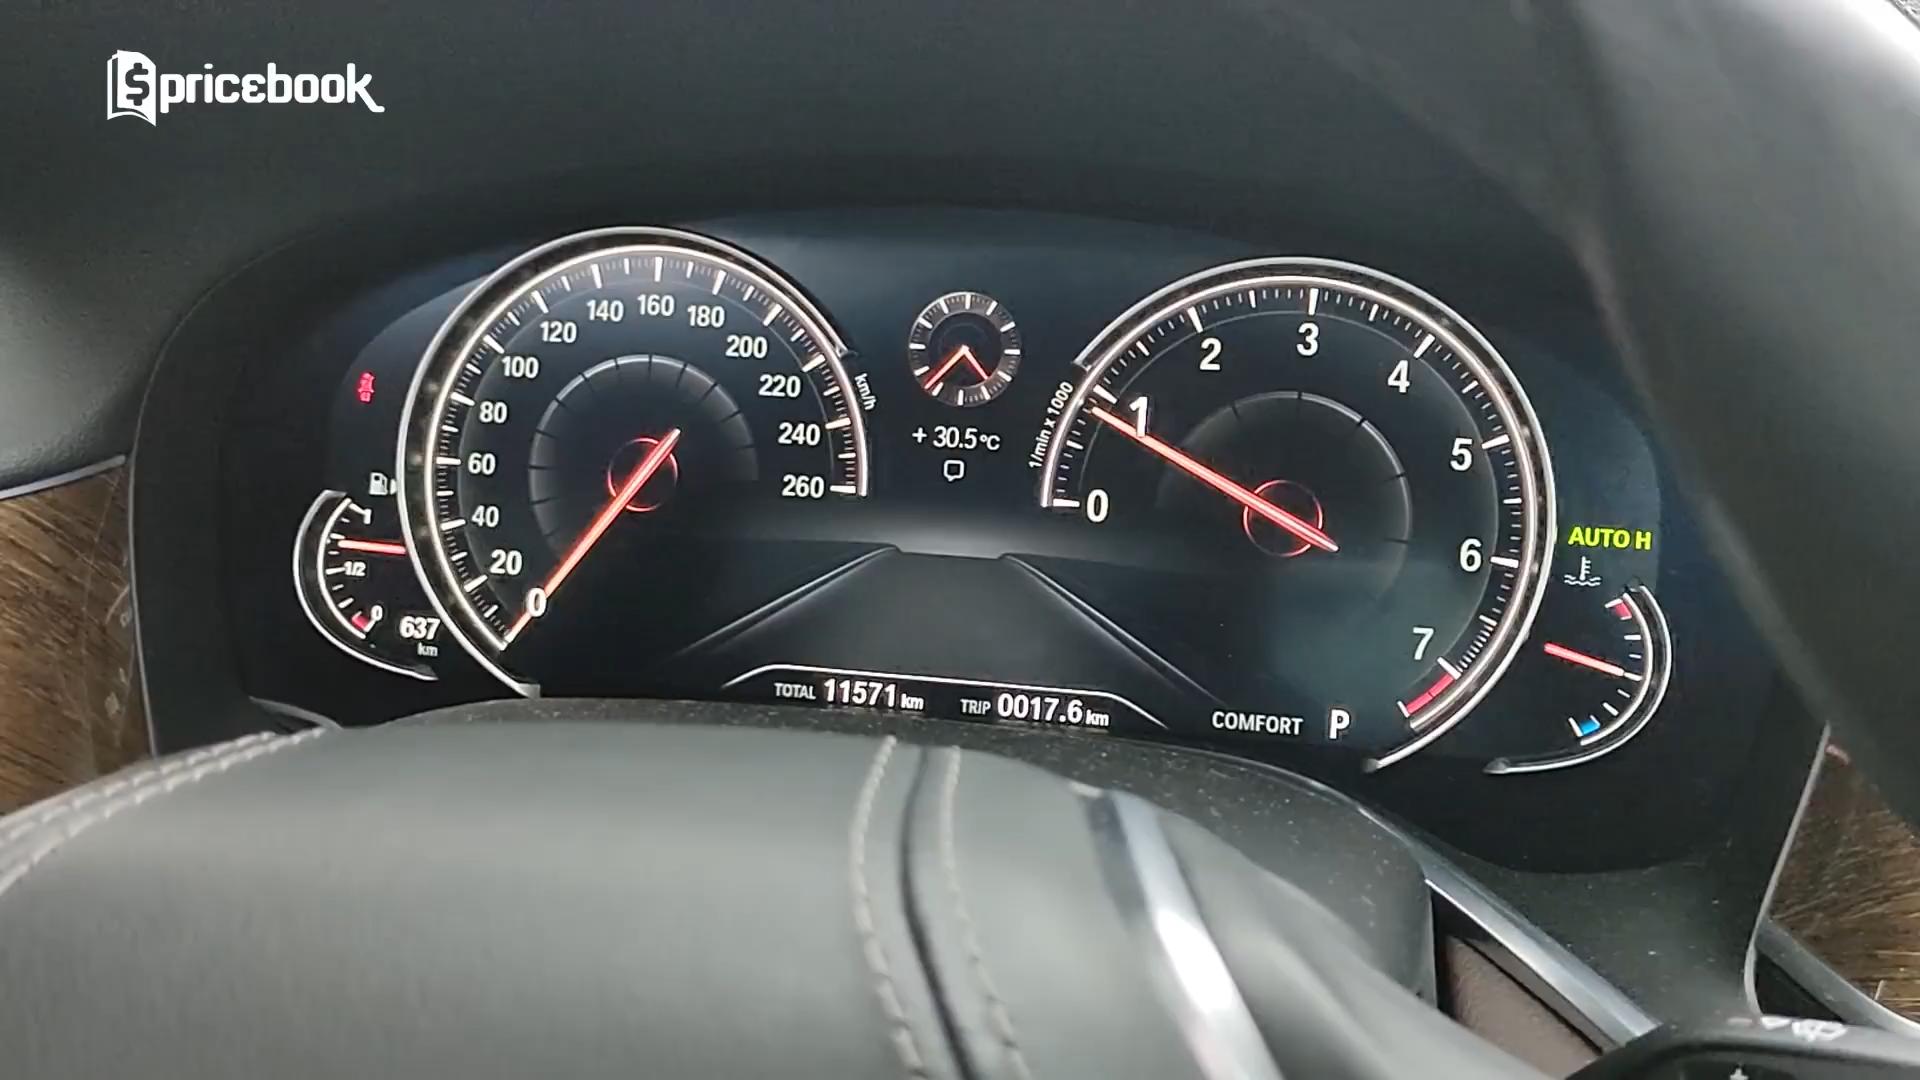 pricebook
140 160 180
120 200
100 220
80 240
60 260
40
20
0
km/h
1
1/2
0
637
km
+ 30.5°C
1/min x 1000
0
1
2
3
4
5
6
7
AUTO H
TOTAL 11571 km TRIP 0017.6 km
COMFORT P